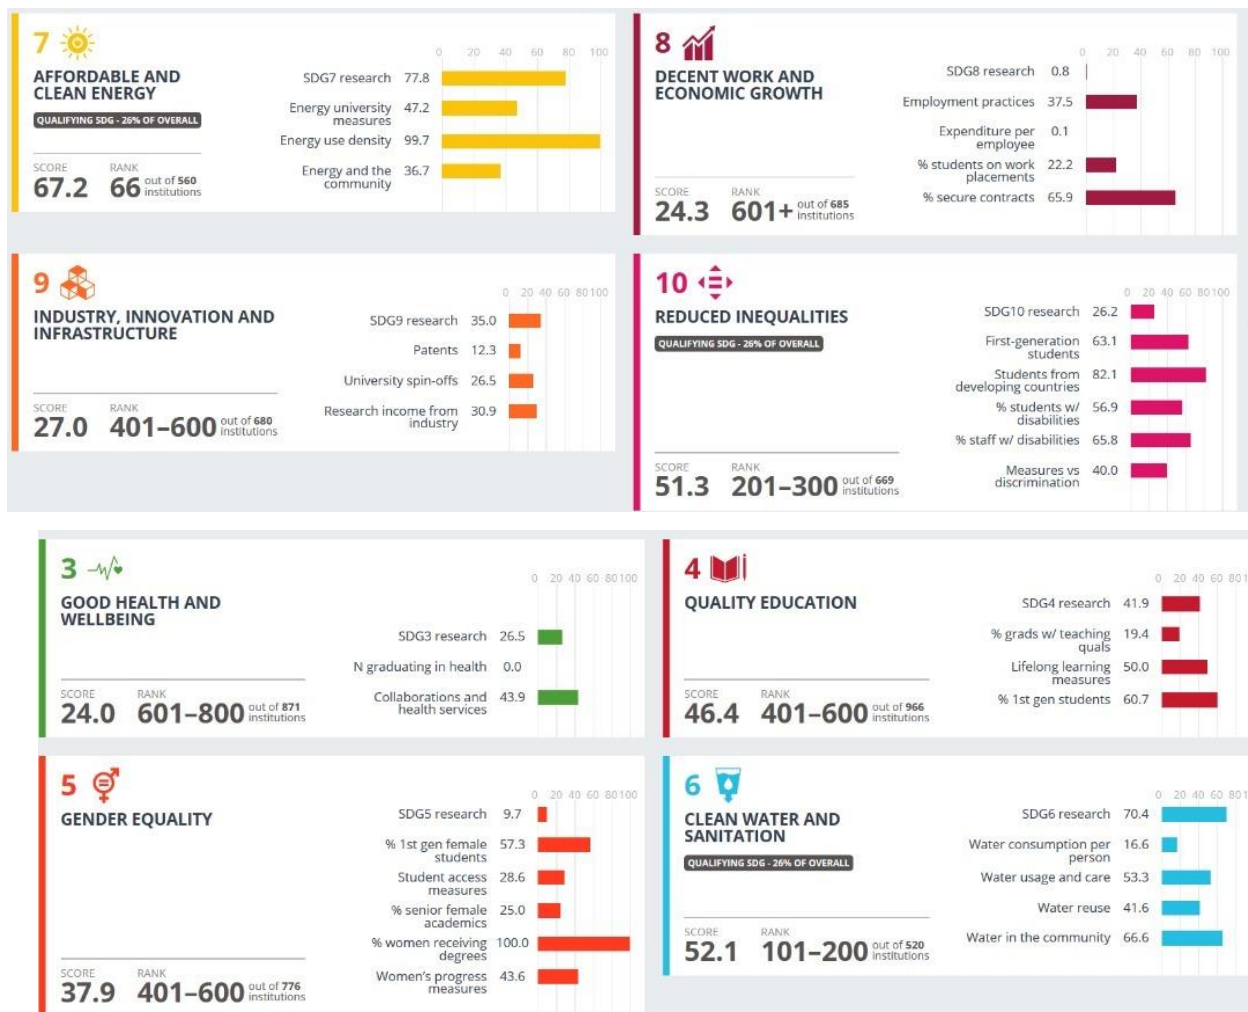 7
AFFORDABLE AND
CLEAN ENERGY
QUALIFYING SDG - 26% OF OVERALL
SCORE
67.2
RANK
66 out of 560
institutions
0 20 40 60 80 100
SDG7 research 77.8
Energy university
measures 47.2
Energy use density 99.7
Energy and the
community 36.7
8
DECENT WORK AND
ECONOMIC GROWTH
SCORE
24.3
RANK
601+ out of 685
institutions
0 20 40 60 80 100
SDG8 research 0.8
Employment practices 37.5
Expenditure per
employee 0.1
% students on work
placements 22.2
% secure contracts 65.9
9
INDUSTRY, INNOVATION AND
INFRASTRUCTURE
SCORE
27.0
RANK
401–600 out of 680
institutions
0 20 40 60 80 100
SDG9 research 35.0
Patents 12.3
University spin-offs 26.5
Research income from
industry 30.9
10
REDUCED INEQUALITIES
QUALIFYING SDG - 26% OF OVERALL
SCORE
51.3
RANK
201–300 out of 669
institutions
0 20 40 60 80 100
SDG10 research 26.2
First-generation
students 63.1
Students from
developing countries 82.1
% students w/
disabilities 56.9
% staff w/ disabilities 65.8
Measures vs
discrimination 40.0
3
GOOD HEALTH AND
WELLBEING
SCORE
24.0
RANK
601–800 out of 871
institutions
0 20 40 60 80 100
SDG3 research 26.5
N graduating in health 0.0
Collaborations and
health services 43.9
4
QUALITY EDUCATION
SCORE
46.4
RANK
401–600 out of 966
institutions
0 20 40 60 80 1
SDG4 research 41.9
% grads w/ teaching
quals 19.4
Lifelong learning
measures 50.0
% 1st gen students 60.7
5
GENDER EQUALITY
SCORE
37.9
RANK
401–600 out of 776
institutions
0 20 40 60 80 100
SDG5 research 9.7
% 1st gen female
students 57.3
Student access
measures 28.6
% senior female
academics 25.0
% women receiving
degrees 100.0
Women's progress
measures 43.6
6
CLEAN WATER AND
SANITATION
QUALIFYING SDG - 26% OF OVERALL
SCORE
52.1
RANK
101–200 out of 520
institutions
0 20 40 60 80 1
SDG6 research 70.4
Water consumption per
person 16.6
Water usage and care 53.3
Water reuse 41.6
Water in the community 66.6